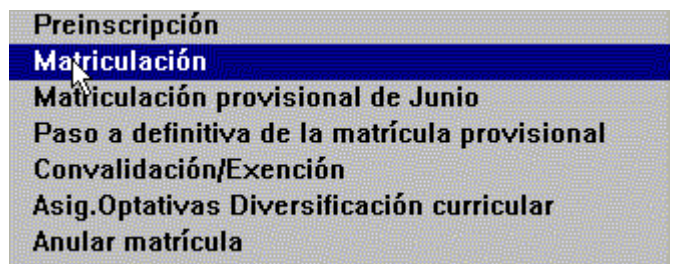 Preinscripción
Matriculación
Matriculación provisional de Junio
Paso a definitiva de la matrícula provisional
Convalidación/Exención
Asig.Optativas Diversificación curricular
Anular matrícula